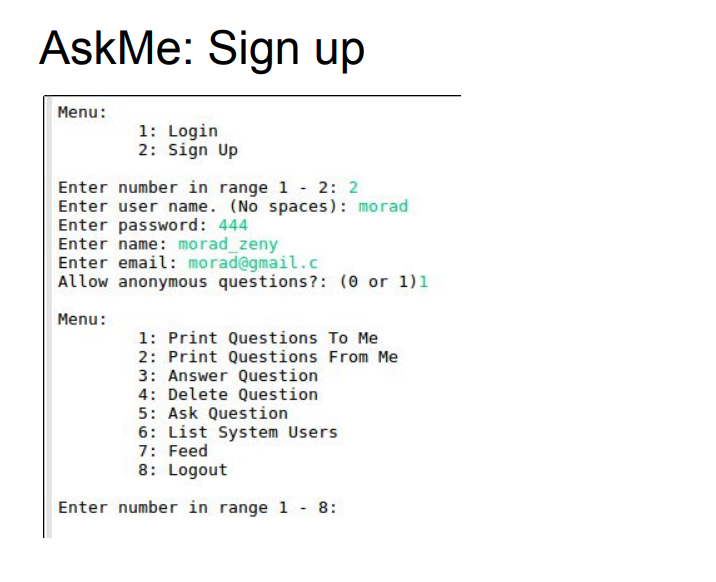 AskMe: Sign up
Menu:
1: Login
2: Sign Up
Enter number in range 1 - 2: 2
Enter user name. (No spaces): morad
Enter password: 444
Enter name: morad_zeny
Enter email: morad@gmail.c
Allow anonymous questions?: (0 or 1)1
Menu:
1: Print Questions To Me
2: Print Questions From Me
3: Answer Question
4: Delete Question
5: Ask Question
6: List System Users
7: Feed
8: Logout
Enter number in range 1 - 8: